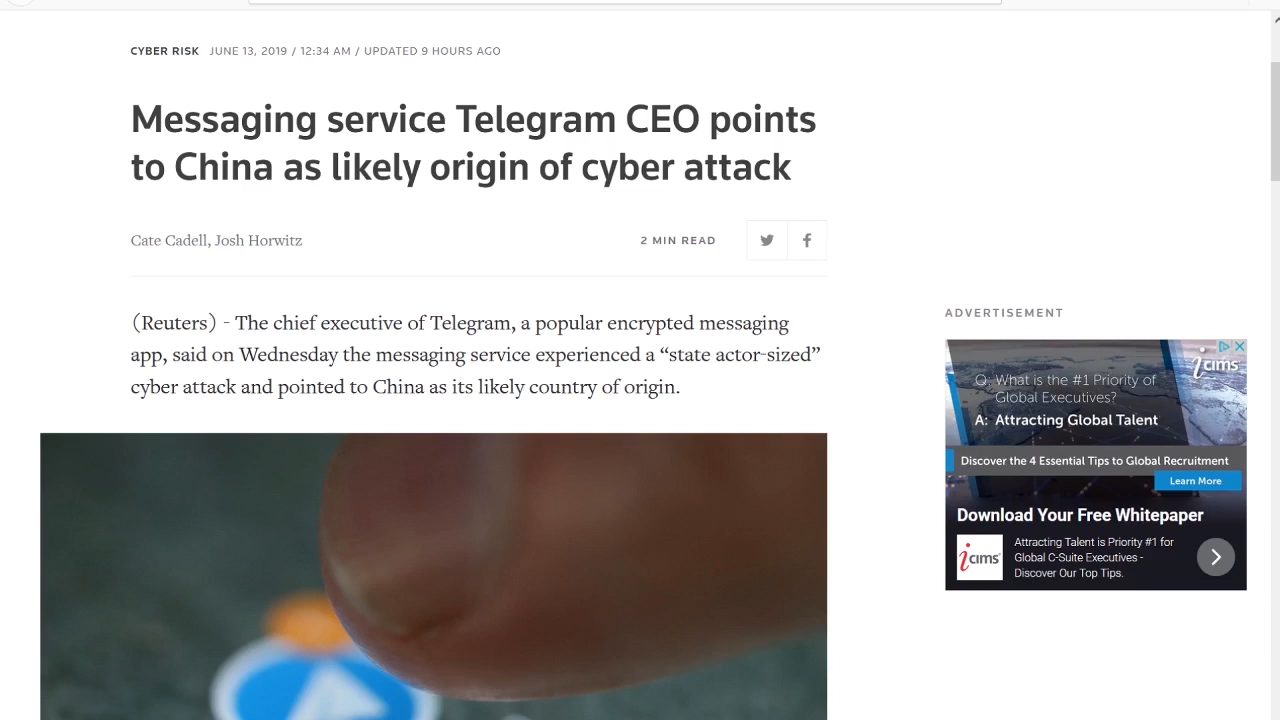 CYBER RISK JUNE 13, 2019 / 12:34 AM / UPDATED 9 HOURS AGO
Messaging service Telegram CEO points
to China as likely origin of cyber attack
Cate Cadell, Josh Horwitz
2 MIN READ
(Reuters) - The chief executive of Telegram, a popular encrypted messaging
app, said on Wednesday the messaging service experienced a “state actor-sized”
cyber attack and pointed to China as its likely country of origin.
ADVERTISEMENT
icims
Q: What is the #1 Priority of
Global Executives?
A: Attracting Global Talent
Discover the 4 Essential Tips to Global Recruitment
Learn More
Download Your Free Whitepaper
icims
Attracting Talent is Priority #1 for
Global C-Suite Executives -
Discover Our Top Tips.